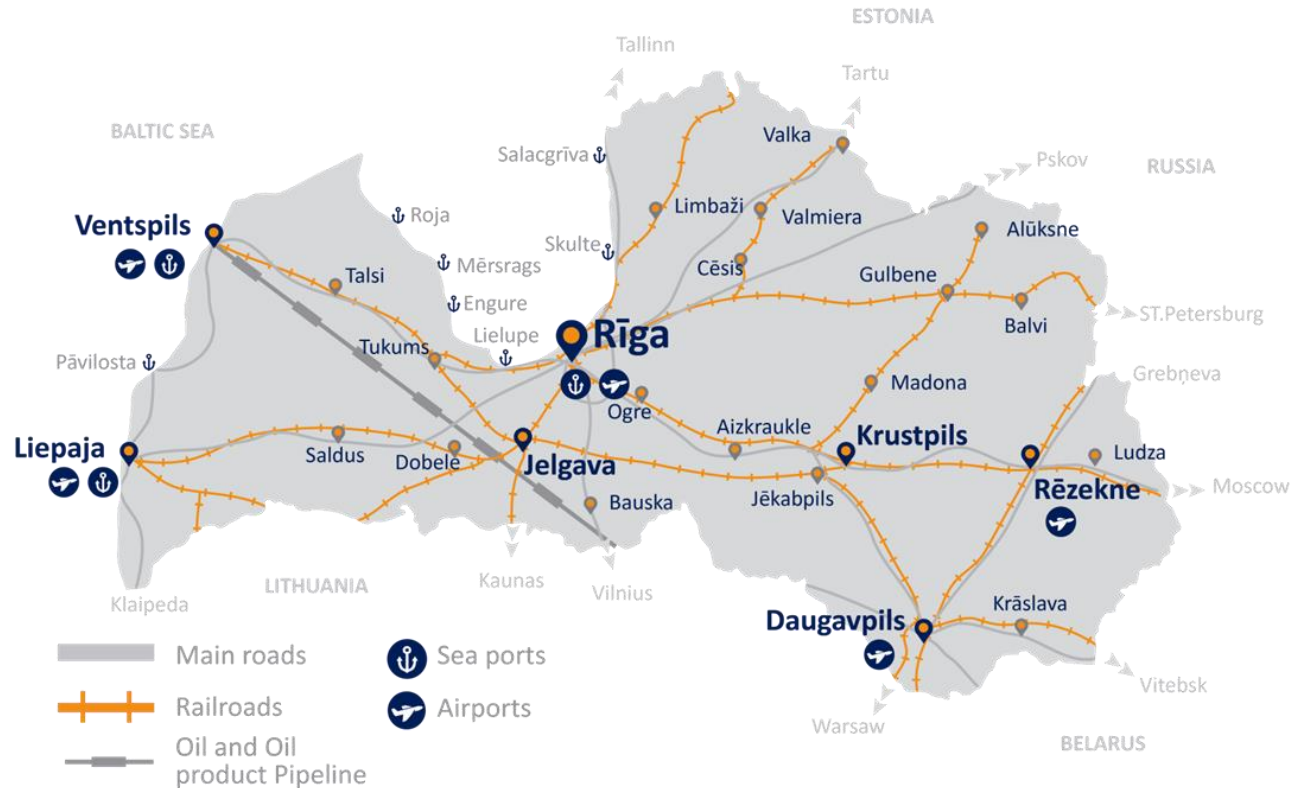 ESTONIA
Tallinn
Tartu
BALTIC SEA
Valka
Salacgrīva
Pskov
RUSSIA
Limbaži
Valmiera
Roja
Ventspils
Alūksne
Skulte
Mērsrags
Cēsis
Gulbene
Talsi
Engure
ST.Petersburg
Balvi
Lielupe
Rīga
Tukums
Pāvilosta
Grebņeva
Madona
Ogre
Aizkraukle
Krustpils
Liepaja
Saldus
Dobele
Jelgava
Ludza
Rēzekne
Moscow
Jēkabpils
Bauska
LITHUANIA
Kaunas
Vilnius
Klaipeda
Krāslava
Daugavpils
Main roads
Sea ports
Vitebsk
Railroads
Airports
Warsaw
BELARUS
Oil and Oil
product Pipeline